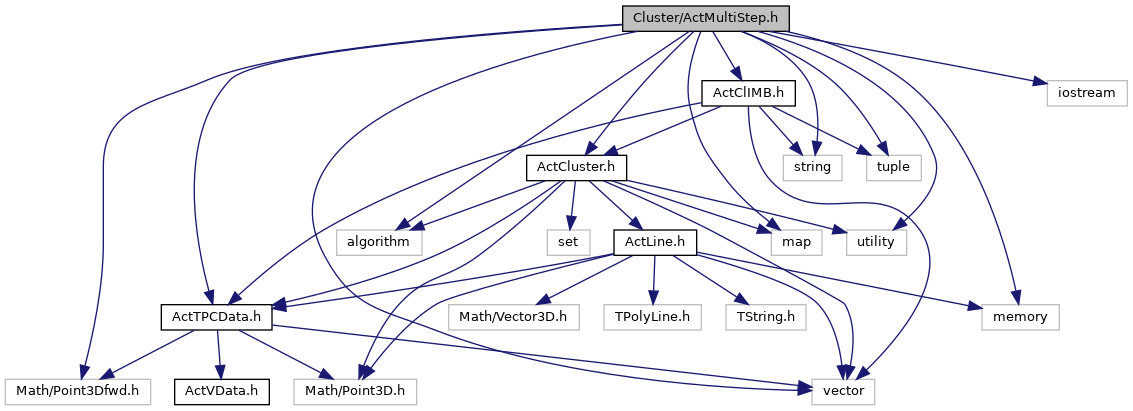 Cluster/ActMultiStep.h
ActClIMB.h
iostream
ActCluster.h
string
tuple
algorithm
set
ActLine.h
map
utility
ActTPCData.h
Math/Vector3D.h
TPolyLine.h
TString.h
memory
Math/Point3Dfwd.h
ActVData.h
Math/Point3D.h
vector